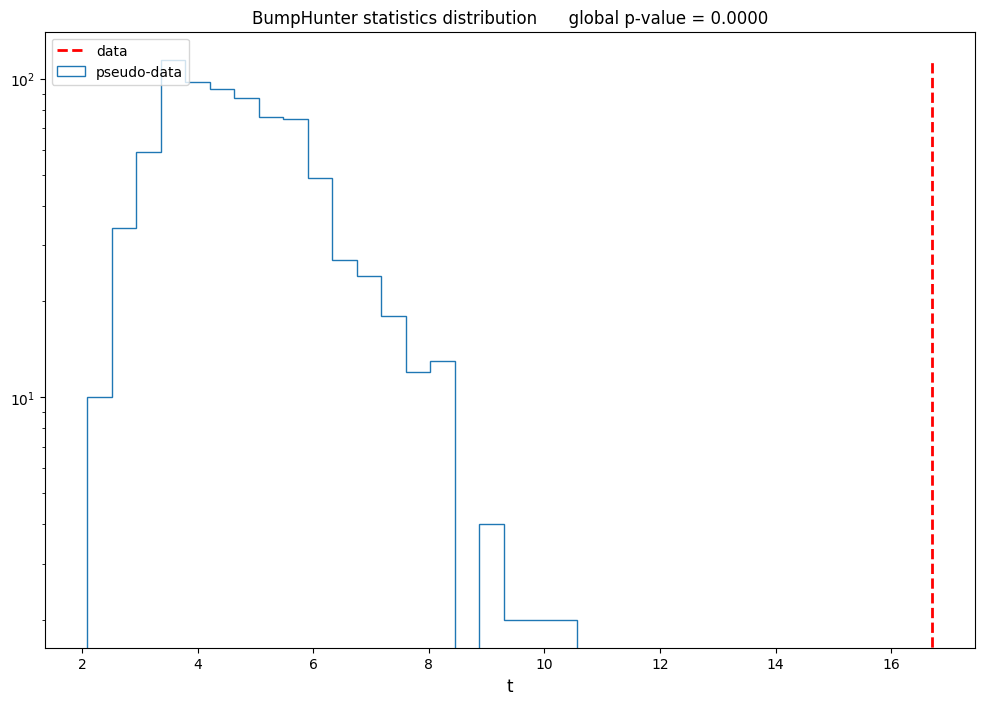 BumpHunter statistics distribution      global p-value = 0.0000
data
pseudo-data
10²
10¹
2 4 6 8 10 12 14 16
t